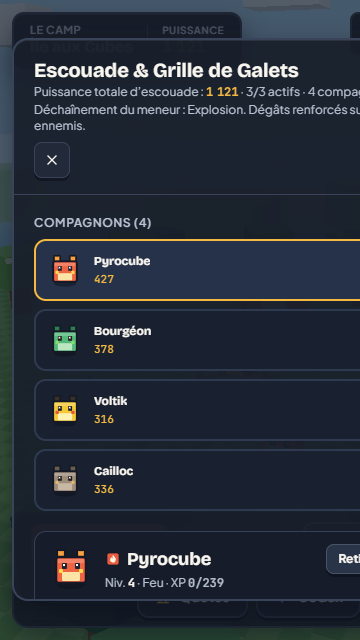 LE CAMP PUISSANCE
Escouade & Grille de Galets
Puissance totale d'escouade : 1 121 · 3/3 actifs · 4 compa
Déchaînement du meneur : Explosion. Dégâts renforcés su
ennemis.
×
COMPAGNONS (4)
Pyrocube
427
Bourgéon
378
Voltik
316
Cailloc
336
Pyrocube
Reti
Niv. 4 · Feu · XP 0/239